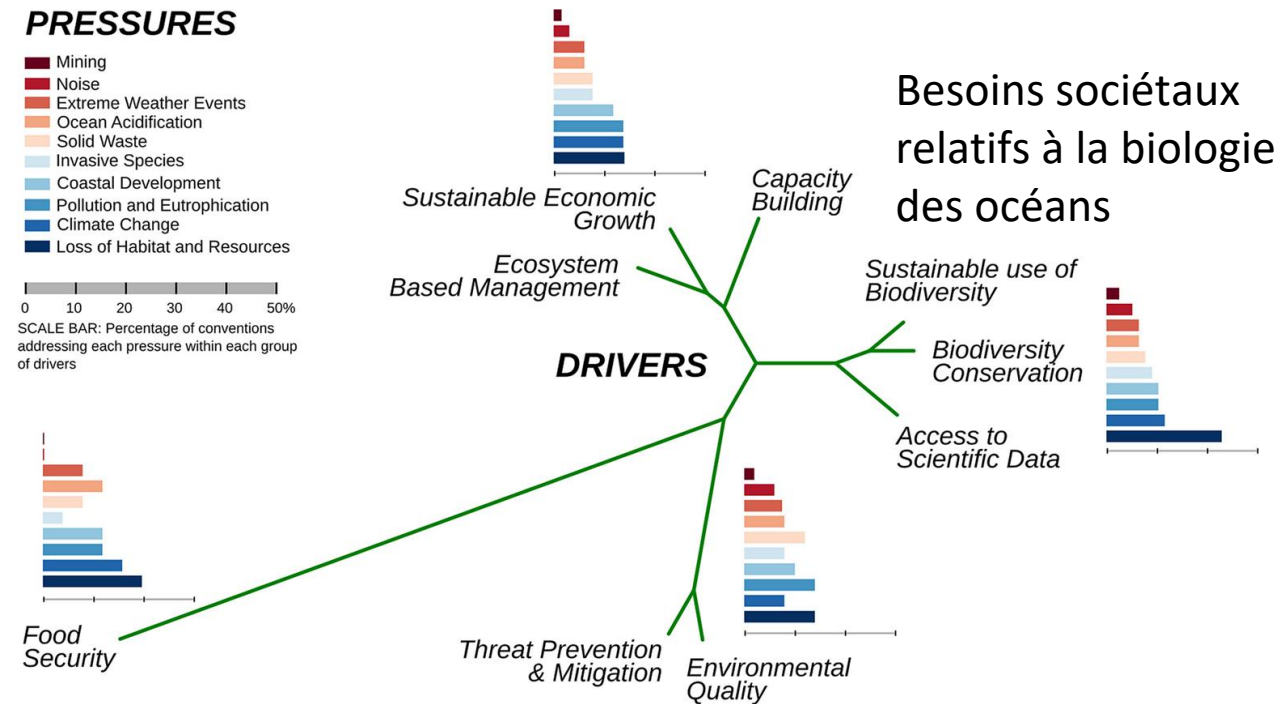 PRESSURES
Mining
Noise
Extreme Weather Events
Ocean Acidification
Solid Waste
Invasive Species
Coastal Development
Pollution and Eutrophication
Climate Change
Loss of Habitat and Resources
0 10 20 30 40 50%
SCALE BAR: Percentage of conventions
addressing each pressure within each group
of drivers
Besoins sociétaux
relatifs à la biologie
des océans
Sustainable Economic
Growth
Capacity
Building
Ecosystem
Based Management
Sustainable use of
Biodiversity
DRIVERS
Biodiversity
Conservation
Access to
Scientific Data
Food
Security
Threat Prevention
& Mitigation
Environmental
Quality